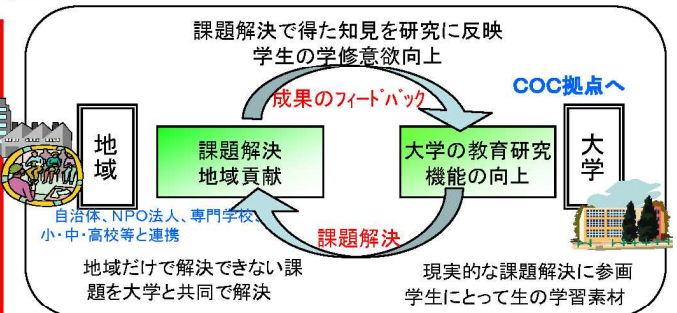 課題解決で得た知見を研究に反映
学生の学修意欲向上
成果のフィードバック
COC拠点へ
地域
課題解決
地域貢献
大学の教育研究
機能の向上
大学
自治体、NPO法人、専門学校、
小・中・高校等と連携
課題解決
地域だけで解決できない課
題を大学と共同で解決
現実的な課題解決に参画
学生にとって生の学習素材